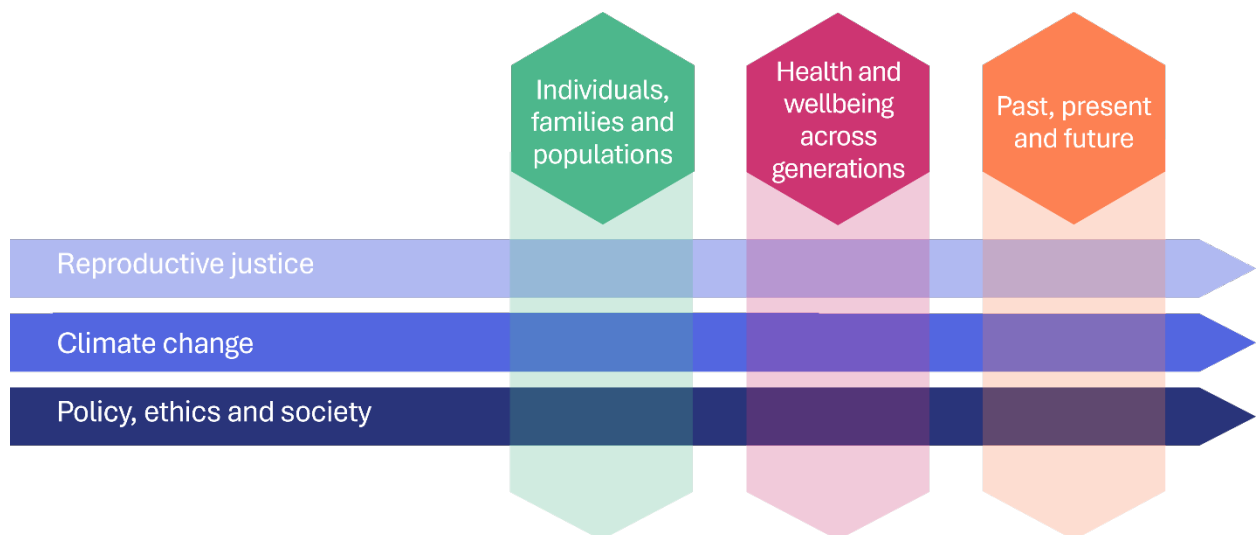 Individuals,
families and
populations
Health and
wellbeing
across
generations
Past, present
and future
Reproductive justice
Climate change
Policy, ethics and society